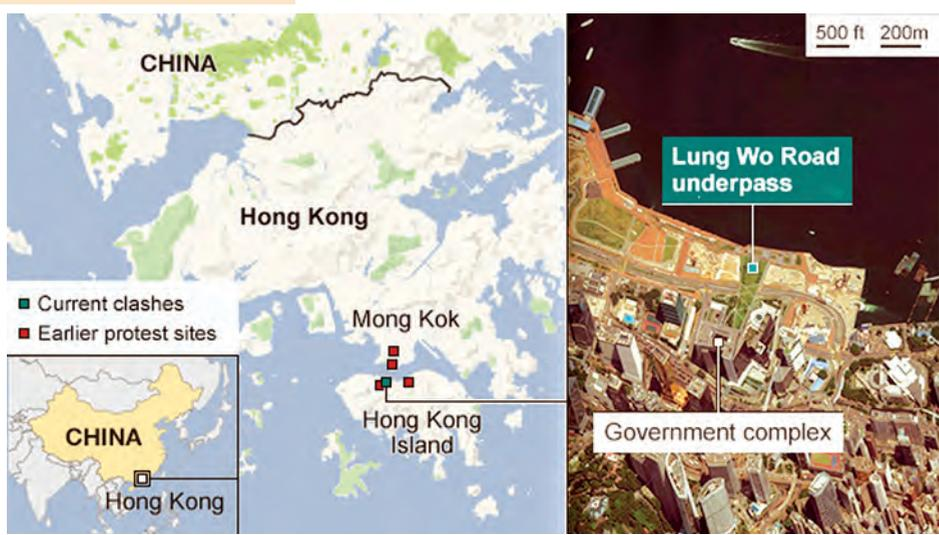 CHINA
Hong Kong
Current clashes
Earlier protest sites
Mong Kok
Hong Kong
Island
CHINA
Hong Kong
500 ft 200m
Lung Wo Road
underpass
Government complex